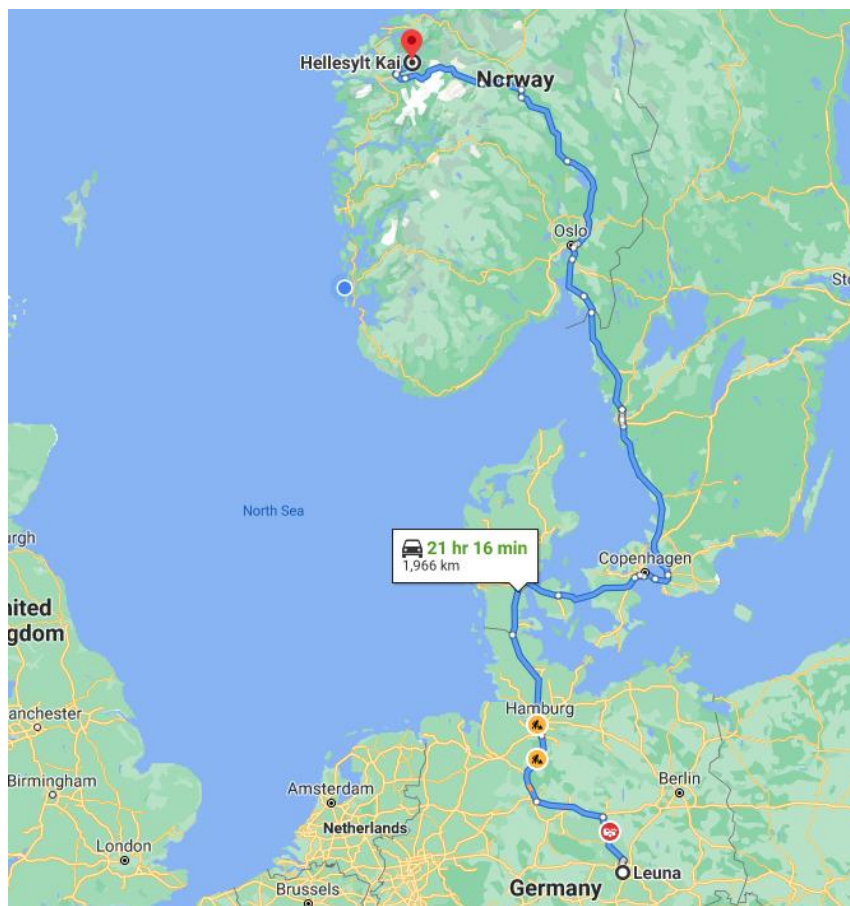 Hellesylt Kai
Norway
Oslo
Sto
North Sea
21 hr 16 min
1,966 km
Copenhagen
urgh
nited
gdom
Hamburg
anchester
Berlin
Birmingham
Amsterdam
Netherlands
London
Leuna
Germany
Brussels